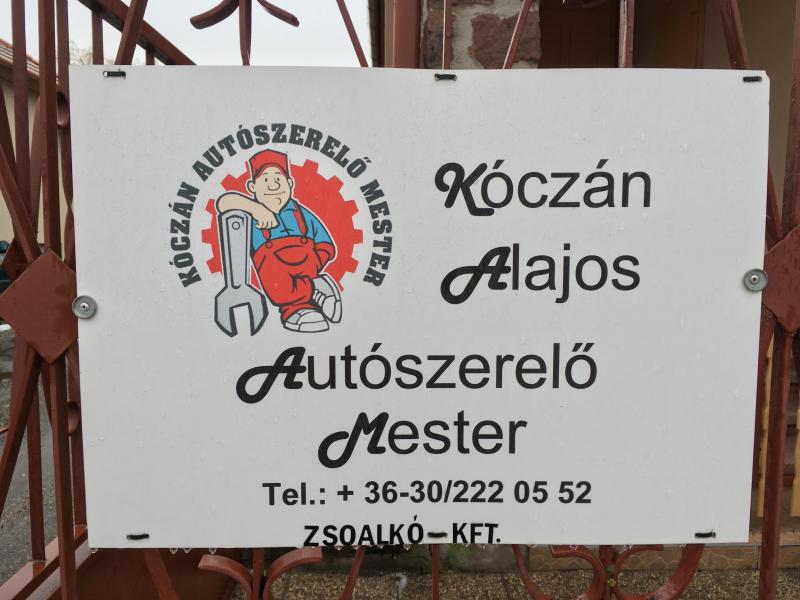 KÓCZÁN AUTÓSZERELŐ MESTER
Kóczán
Alajos
Autószerelő
Mester
Tel.: + 36-30/222 05 52
ZSOALKÓ KFT.